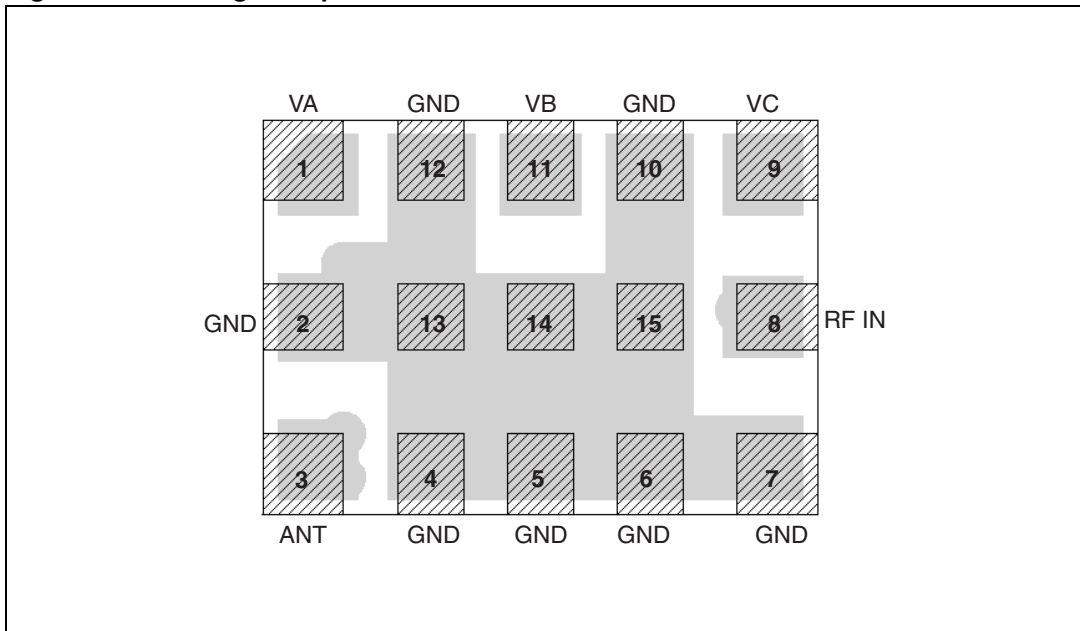 VA GND VB GND VC
1 12 11 10 9
GND 2 13 14 15 8 RF IN
3 4 5 6 7
ANT GND GND GND GND